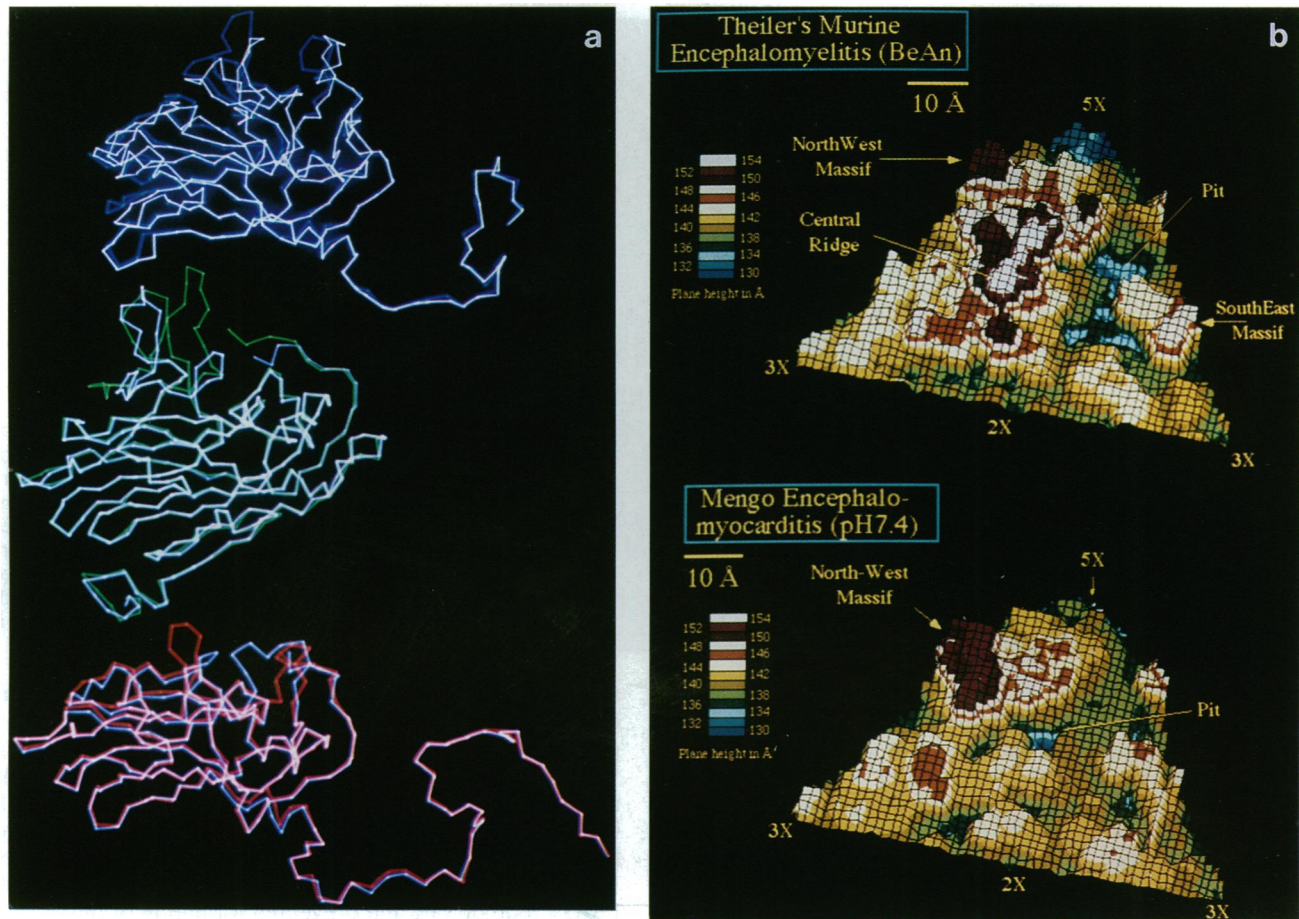 a
b
Theiler's Murine
Encephalomyelitis (BeAn)
10 Å
5X
NorthWest
Massif
Pit
Central
Ridge
154
152
150
148
146
144
142
140
138
136
134
132
130
Plane height in A
SouthEast
Massif
3X
2X
3X
Mengo Encephalo-
myocarditis (pH7.4)
10 Å
5X
North-West
Massif
154
152
150
148
146
144
142
140
138
136
134
132
130
Plane height in A'
Pit
3X
2X
3X